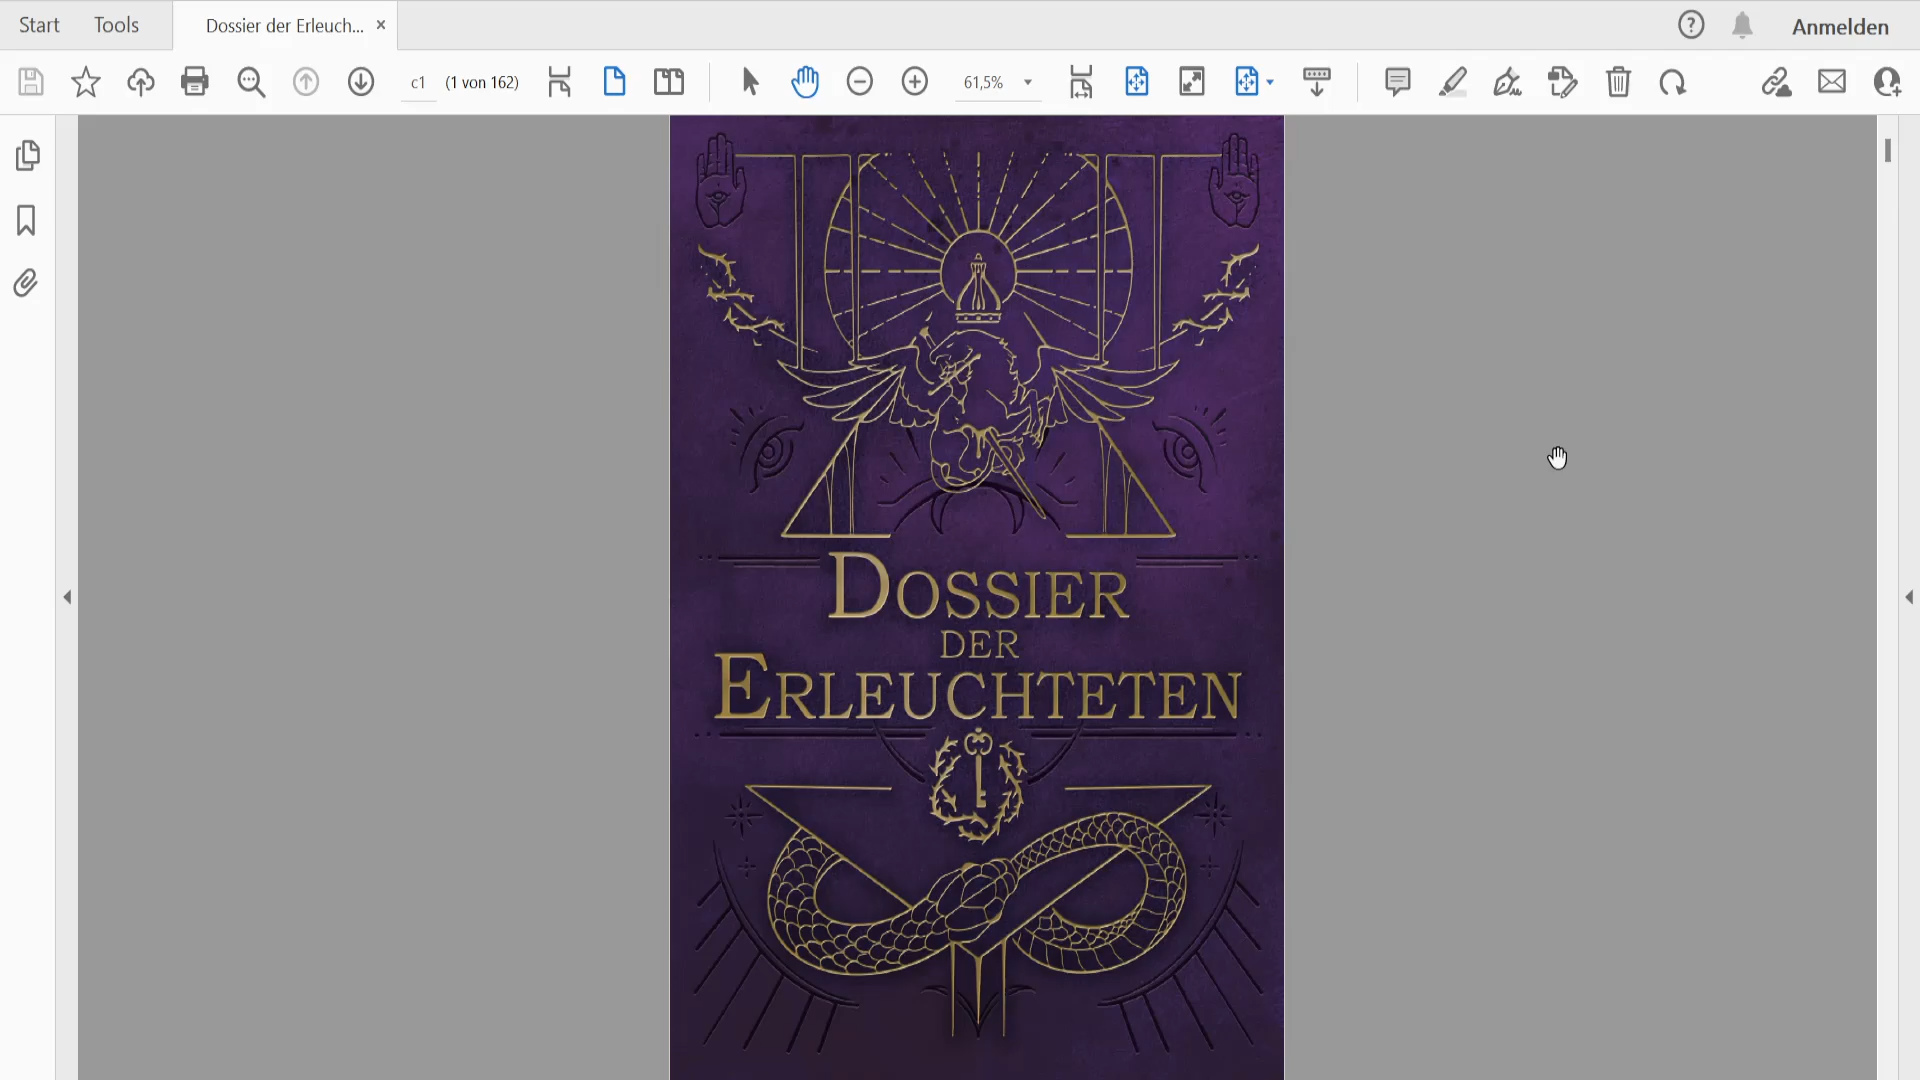 Start Tools Dossier der Erleuch... Anmelden
c1 (1 von 162) 61,5%
DOSSIER
DER
ERLEUCHTETEN